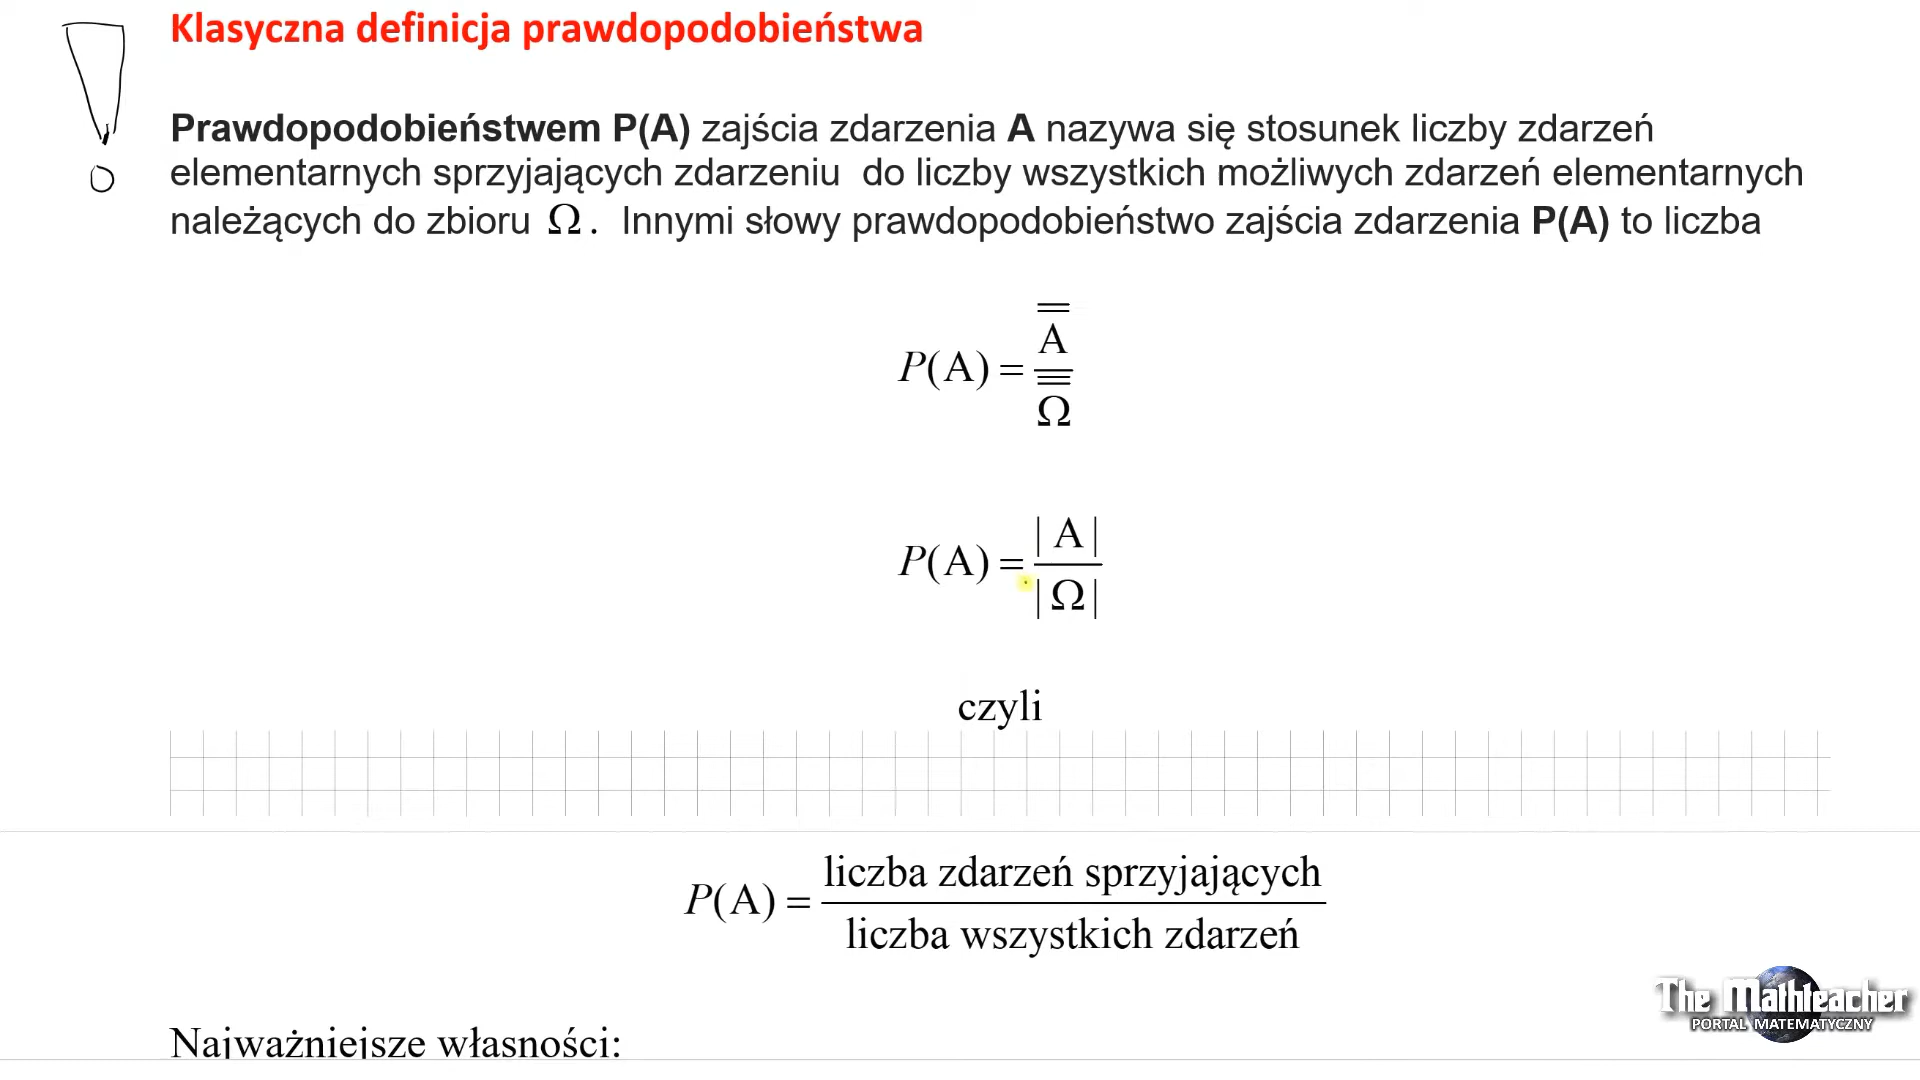 Klasyczna definicja prawdopodobieństwa
Prawdopodobieństwem P(A) zajścia zdarzenia A nazywa się stosunek liczby zdarzeń
elementarnych sprzyjających zdarzeniu do liczby wszystkich możliwych zdarzeń elementarnych
należących do zbioru Ω. Innymi słowy prawdopodobieństwo zajścia zdarzenia P(A) to liczba
P(A) = A̿ / Ω̿
P(A) = |A| / |Ω|
czyli
P(A) = liczba zdarzeń sprzyjających / liczba wszystkich zdarzeń
Najważniejsze własności:
The Mathteacher
PORTAL MATEMATYCZNY